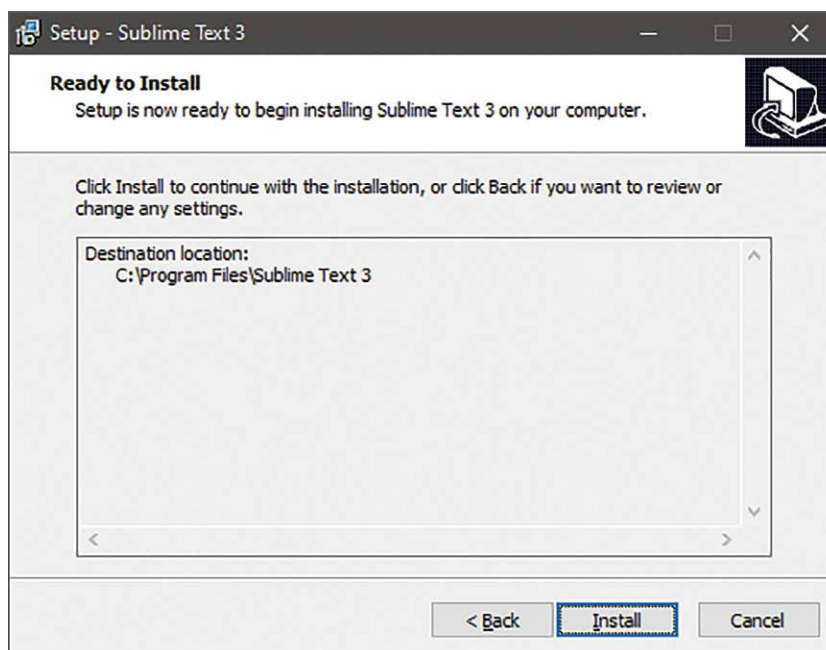 Setup - Sublime Text 3
Ready to Install
Setup is now ready to begin installing Sublime Text 3 on your computer.
Click Install to continue with the installation, or click Back if you want to review or
change any settings.
Destination location:
C:\Program Files\Sublime Text 3
< Back
Install
Cancel